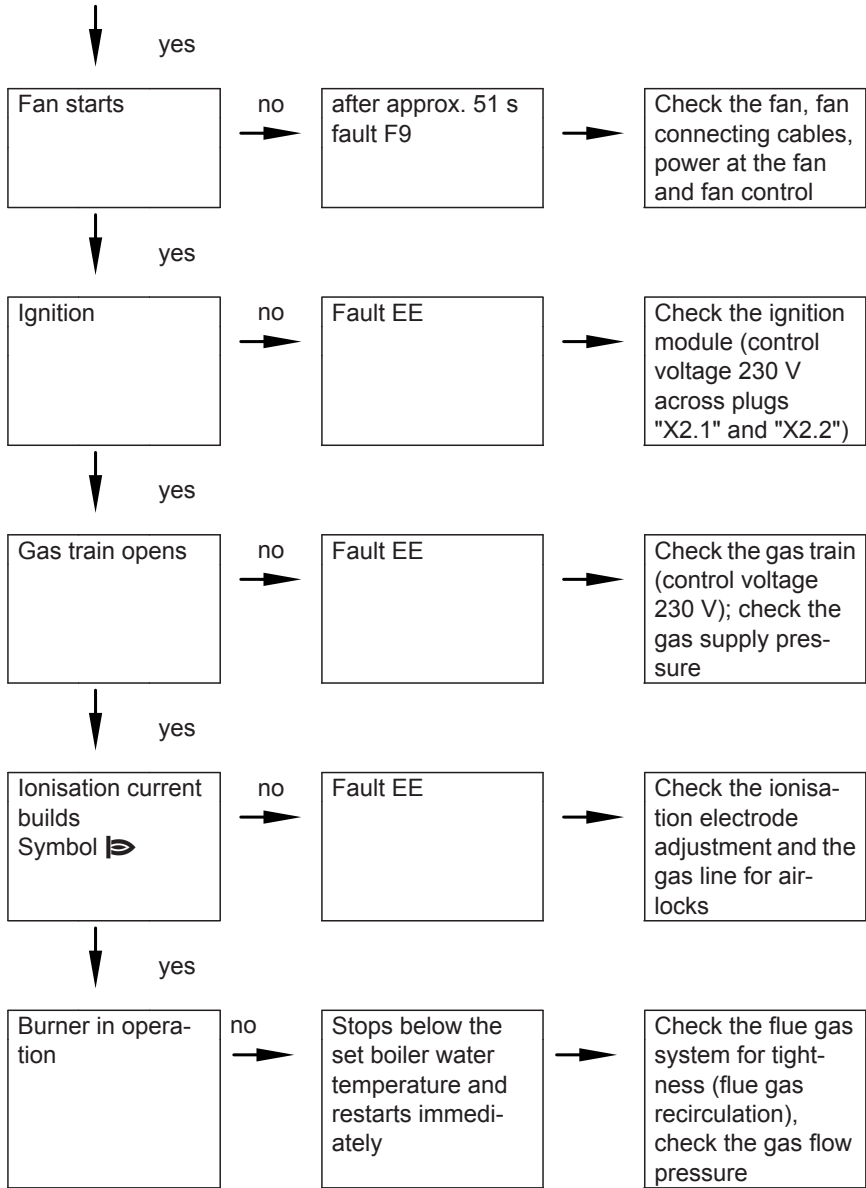 yes
Fan starts
no
after approx. 51 s
fault F9
Check the fan, fan
connecting cables,
power at the fan
and fan control
yes
Ignition
no
Fault EE
Check the ignition
module (control
voltage 230 V
across plugs
"X2.1" and "X2.2")
yes
Gas train opens
no
Fault EE
Check the gas train
(control voltage
230 V); check the
gas supply pres-
sure
yes
Ionisation current
builds
Symbol
no
Fault EE
Check the ionisa-
tion electrode
adjustment and the
gas line for air-
locks
yes
Burner in opera-
tion
no
Stops below the
set boiler water
temperature and
restarts immedi-
ately
Check the flue gas
system for tight-
ness (flue gas
recirculation),
check the gas flow
pressure